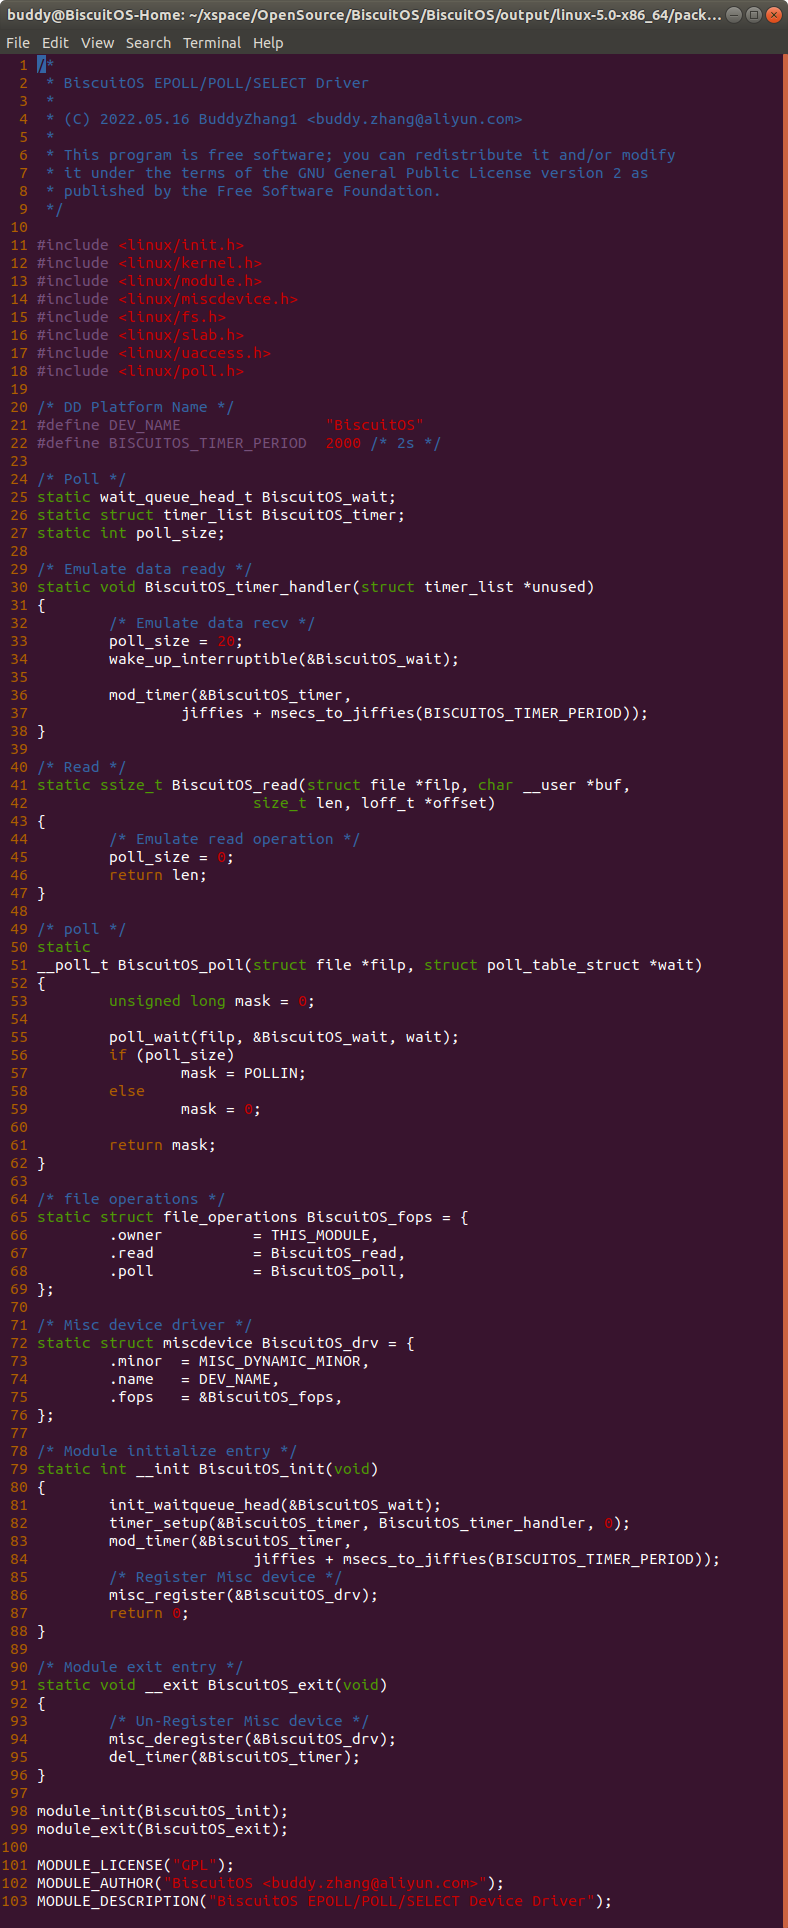 buddy@BiscuitOS-Home: ~/xspace/OpenSource/BiscuitOS/BiscuitOS/output/linux-5.0-x86_64/pack...
File Edit View Search Terminal Help
1 /*
2  * BiscuitOS EPOLL/POLL/SELECT Driver
3  *
4  * (C) 2022.05.16 BuddyZhang1 <buddy.zhang@aliyun.com>
5  *
6  * This program is free software; you can redistribute it and/or modify
7  * it under the terms of the GNU General Public License version 2 as
8  * published by the Free Software Foundation.
9  */
10
11 #include <linux/init.h>
12 #include <linux/kernel.h>
13 #include <linux/module.h>
14 #include <linux/miscdevice.h>
15 #include <linux/fs.h>
16 #include <linux/slab.h>
17 #include <linux/uaccess.h>
18 #include <linux/poll.h>
19
20 /* DD Platform Name */
21 #define DEV_NAME                "BiscuitOS"
22 #define BISCUITOS_TIMER_PERIOD  2000 /* 2s */
23
24 /* Poll */
25 static wait_queue_head_t BiscuitOS_wait;
26 static struct timer_list BiscuitOS_timer;
27 static int poll_size;
28
29 /* Emulate data ready */
30 static void BiscuitOS_timer_handler(struct timer_list *unused)
31 {
32         /* Emulate data recv */
33         poll_size = 20;
34         wake_up_interruptible(&BiscuitOS_wait);
35
36         mod_timer(&BiscuitOS_timer,
37                 jiffies + msecs_to_jiffies(BISCUITOS_TIMER_PERIOD));
38 }
39
40 /* Read */
41 static ssize_t BiscuitOS_read(struct file *filp, char __user *buf,
42                         size_t len, loff_t *offset)
43 {
44         /* Emulate read operation */
45         poll_size = 0;
46         return len;
47 }
48
49 /* poll */
50 static
51 __poll_t BiscuitOS_poll(struct file *filp, struct poll_table_struct *wait)
52 {
53         unsigned long mask = 0;
54
55         poll_wait(filp, &BiscuitOS_wait, wait);
56         if (poll_size)
57                 mask = POLLIN;
58         else
59                 mask = 0;
60
61         return mask;
62 }
63
64 /* file operations */
65 static struct file_operations BiscuitOS_fops = {
66         .owner          = THIS_MODULE,
67         .read           = BiscuitOS_read,
68         .poll           = BiscuitOS_poll,
69 };
70
71 /* Misc device driver */
72 static struct miscdevice BiscuitOS_drv = {
73         .minor  = MISC_DYNAMIC_MINOR,
74         .name   = DEV_NAME,
75         .fops   = &BiscuitOS_fops,
76 };
77
78 /* Module initialize entry */
79 static int __init BiscuitOS_init(void)
80 {
81         init_waitqueue_head(&BiscuitOS_wait);
82         timer_setup(&BiscuitOS_timer, BiscuitOS_timer_handler, 0);
83         mod_timer(&BiscuitOS_timer,
84                         jiffies + msecs_to_jiffies(BISCUITOS_TIMER_PERIOD));
85         /* Register Misc device */
86         misc_register(&BiscuitOS_drv);
87         return 0;
88 }
89
90 /* Module exit entry */
91 static void __exit BiscuitOS_exit(void)
92 {
93         /* Un-Register Misc device */
94         misc_deregister(&BiscuitOS_drv);
95         del_timer(&BiscuitOS_timer);
96 }
97
98 module_init(BiscuitOS_init);
99 module_exit(BiscuitOS_exit);
100
101 MODULE_LICENSE("GPL");
102 MODULE_AUTHOR("BiscuitOS <buddy.zhang@aliyun.com>");
103 MODULE_DESCRIPTION("BiscuitOS EPOLL/POLL/SELECT Device Driver");